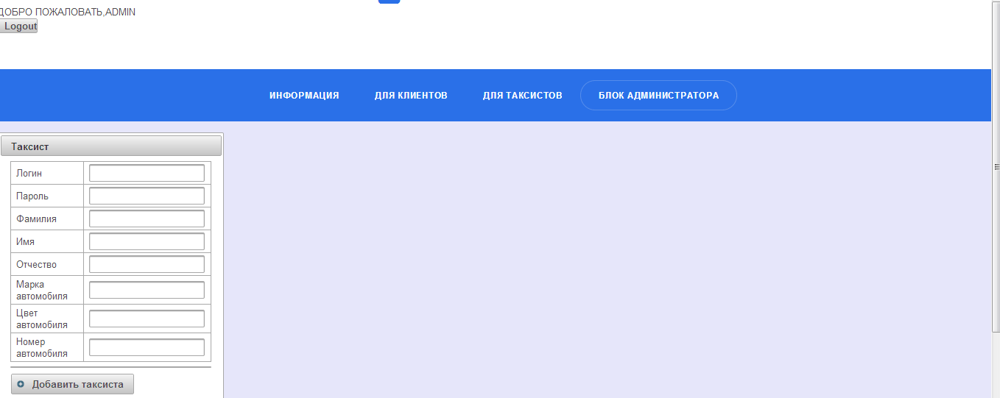 ДОБРО ПОЖАЛОВАТЬ,ADMIN
Logout
ИНФОРМАЦИЯ ДЛЯ КЛИЕНТОВ ДЛЯ ТАКСИСТОВ БЛОК АДМИНИСТРАТОРА
Таксист
Логин
Пароль
Фамилия
Имя
Отчество
Марка
автомобиля
Цвет
автомобиля
Номер
автомобиля
Добавить таксиста